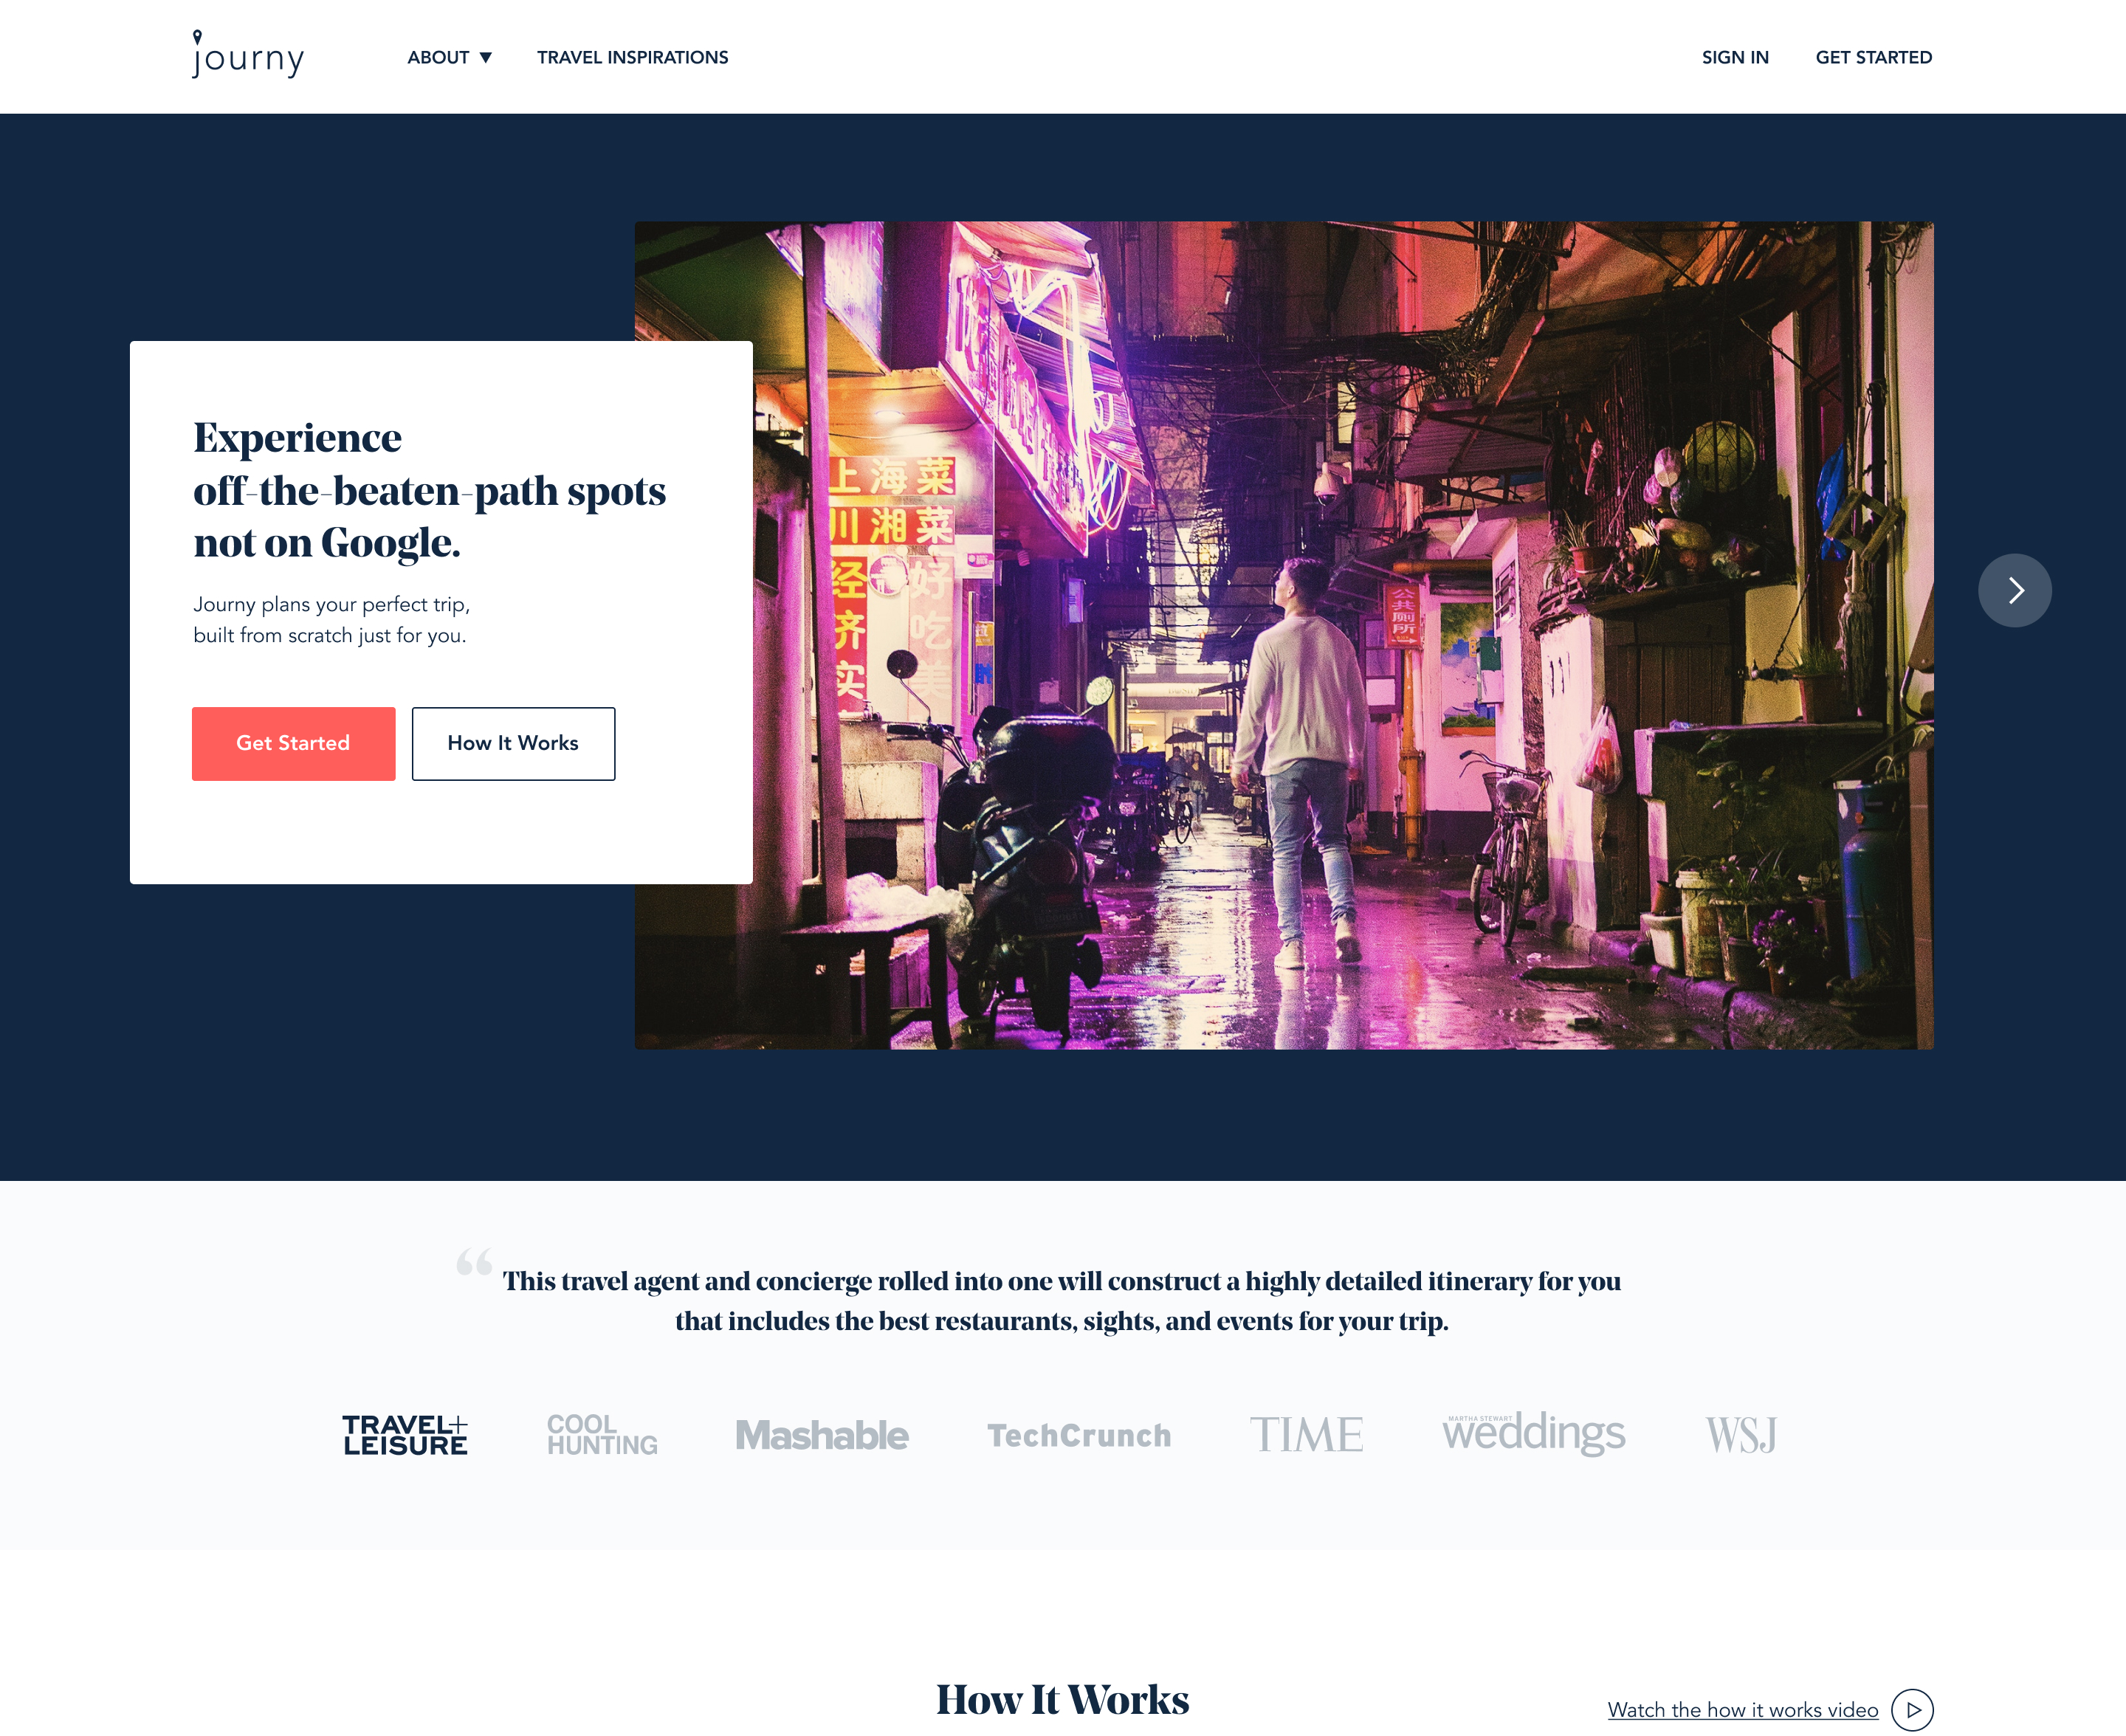 journy
ABOUT ▼
TRAVEL INSPIRATIONS
SIGN IN
GET STARTED
Experience
off-the-beaten-path spots
not on Google.
Journy plans your perfect trip,
built from scratch just for you.
Get Started
How It Works
上海菜
川湘菜
经济实
好吃美
公共厕所
“
This travel agent and concierge rolled into one will construct a highly detailed itinerary for you
that includes the best restaurants, sights, and events for your trip.
TRAVEL+
LEISURE
COOL
HUNTING
Mashable
TechCrunch
TIME
MARTHA STEWART
weddings
WSJ
How It Works
Watch the how it works video